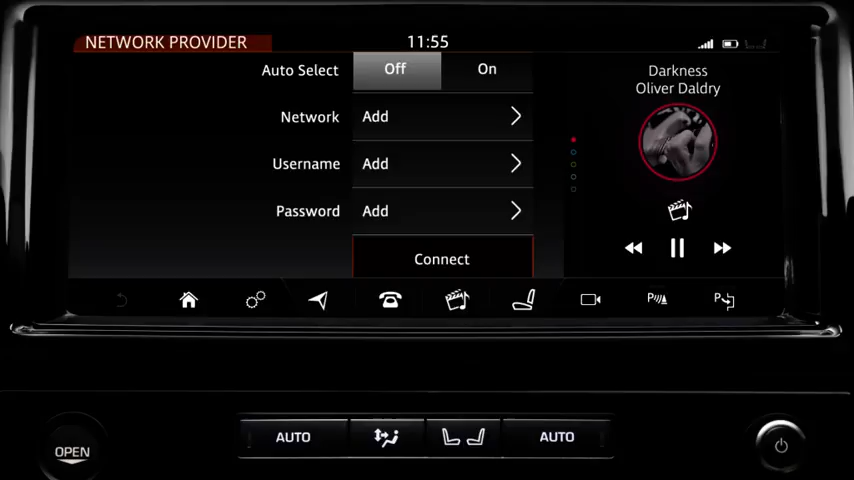 NETWORK PROVIDER
11:55
Auto Select Off On
Network Add
Username Add
Password Add
Connect
Darkness
Oliver Daldry
P
P
AUTO
AUTO
OPEN